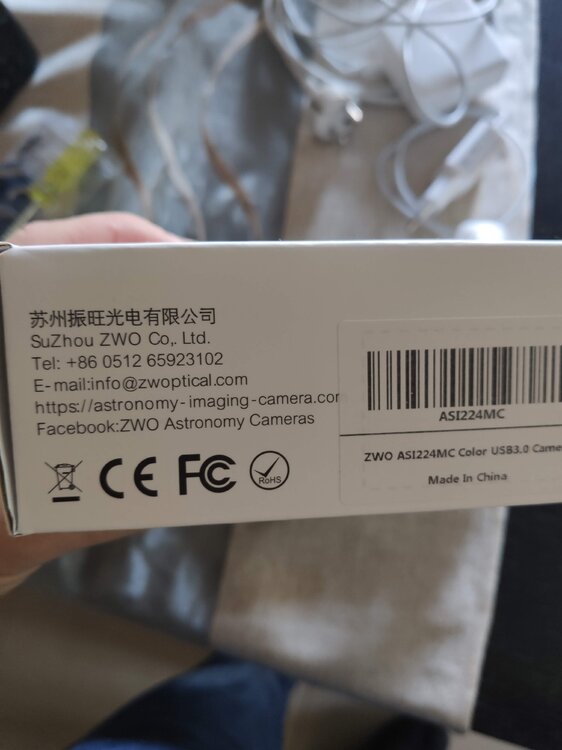 苏州振旺光电有限公司
SuZhou ZWO Co,. Ltd.
Tel: +86 0512 65923102
E-mail:info@zwoptical.com
https://astronomy-imaging-camera.com
Facebook:ZWO Astronomy Cameras
CE FC RoHS
ASI224MC
ZWO ASI224MC Color USB3.0 Came
Made In China